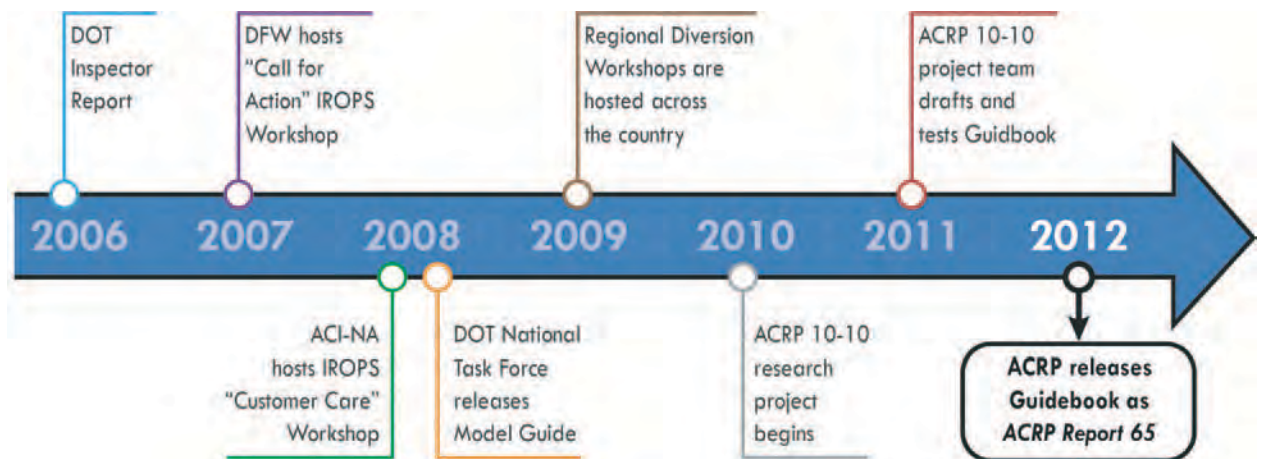 DOT
Inspector
Report
DFW hosts
“Call for
Action” IROPS
Workshop
Regional Diversion
Workshops are
hosted across
the country
ACRP 10-10
project team
drafts and
tests Guidbook
2006
2007
2008
2009
2010
2011
2012
ACI-NA
hosts IROPS
“Customer Care”
Workshop
DOT National
Task Force
releases
Model Guide
ACRP 10-10
research
project
begins
ACRP releases
Guidebook as
ACRP Report 65